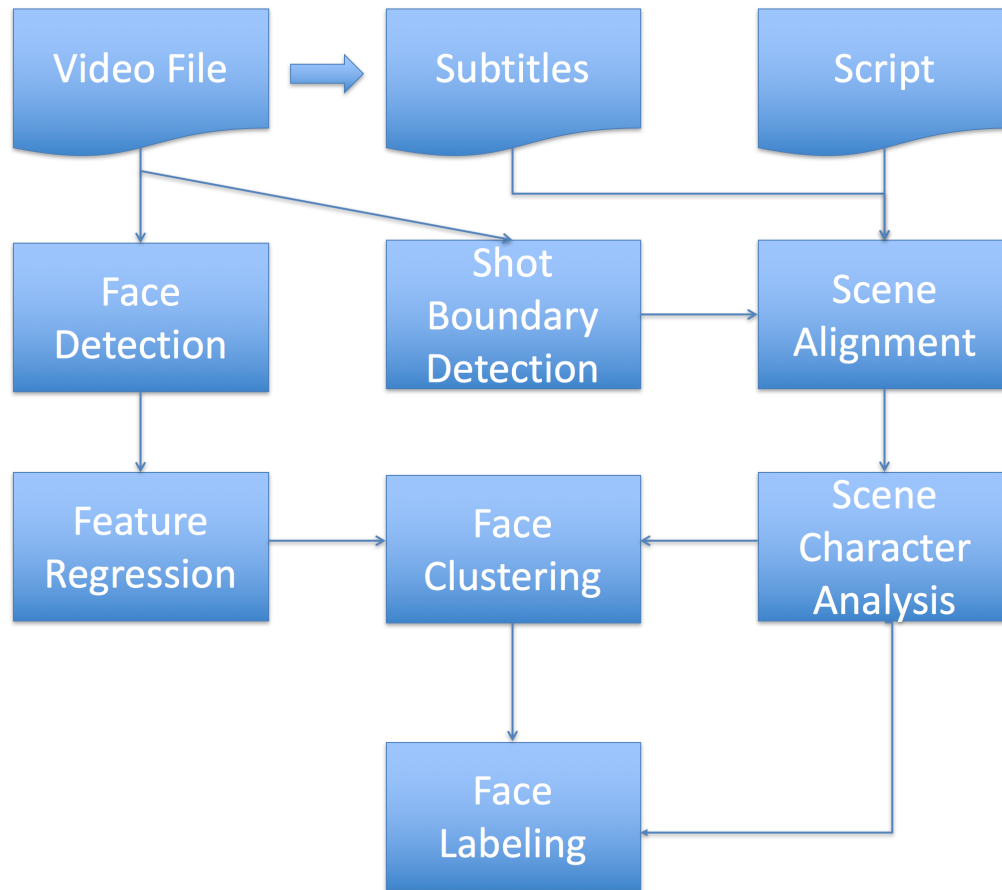 Video File
Subtitles
Script
Face
Detection
Shot
Boundary
Detection
Scene
Alignment
Feature
Regression
Face
Clustering
Scene
Character
Analysis
Face
Labeling